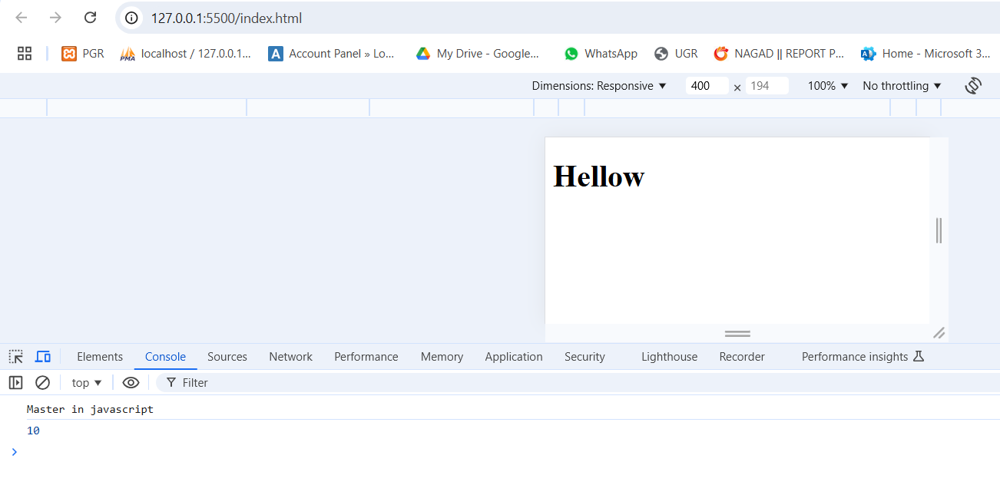 127.0.0.1:5500/index.html
PGR localhost / 127.0.0.1... Account Panel » Lo... My Drive - Google... WhatsApp UGR NAGAD || REPORT P... Home - Microsoft 3...
Dimensions: Responsive 400 × 194 100% No throttling
Hellow
Elements Console Sources Network Performance Memory Application Security Lighthouse Recorder Performance insights
top Filter
Master in javascript
10